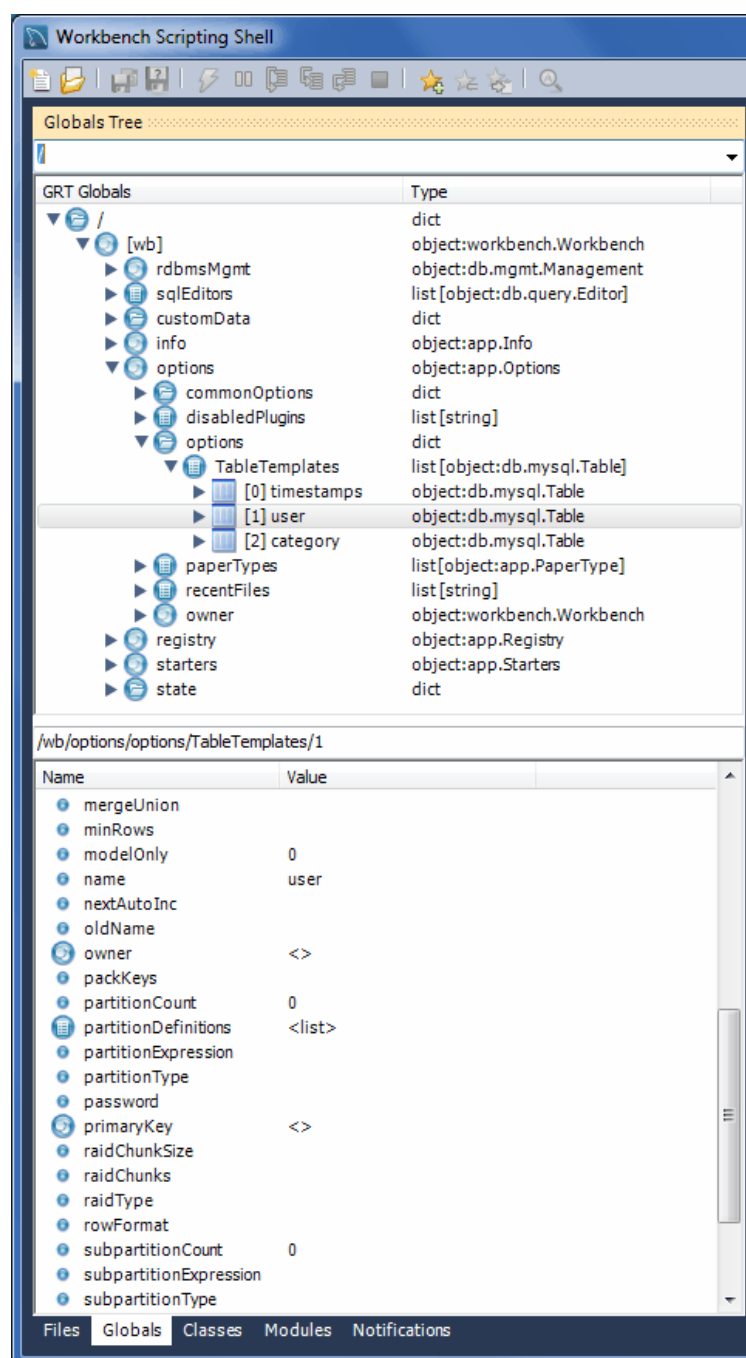 Workbench Scripting Shell
Globals Tree
/
GRT Globals Type
/ dict
[wb] object:workbench.Workbench
rdbmsMgmt object:db.mgmt.Management
sqlEditors list[object:db.query.Editor]
customData dict
info object:app.Info
options object:app.Options
commonOptions dict
disabledPlugins list[string]
options dict
TableTemplates list[object:db.mysql.Table]
[0] timestamps object:db.mysql.Table
[1] user object:db.mysql.Table
[2] category object:db.mysql.Table
paperTypes list[object:app.PaperType]
recentFiles list[string]
owner object:workbench.Workbench
registry object:app.Registry
starters object:app.Starters
state dict
/wb/options/options/TableTemplates/1
Name Value
mergeUnion
minRows
modelOnly 0
name user
nextAutoInc
oldName
owner <>
packKeys
partitionCount 0
partitionDefinitions <list>
partitionExpression
partitionType
password
primaryKey <>
raidChunkSize
raidChunks
raidType
rowFormat
subpartitionCount 0
subpartitionExpression
subpartitionType
Files Globals Classes Modules Notifications